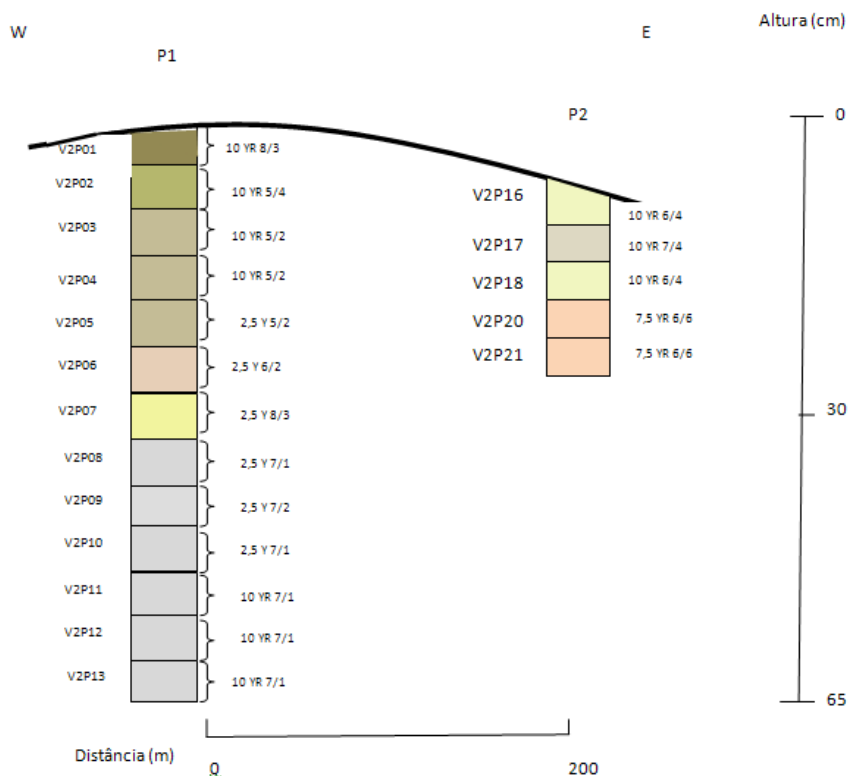 W
E
Altura (cm)
P1
P2
0
V2P01
10 YR 8/3
V2P02
10 YR 5/4
V2P03
10 YR 5/2
V2P04
10 YR 5/2
V2P05
2,5 Y 5/2
V2P06
2,5 Y 6/2
V2P07
2,5 Y 8/3
V2P08
2,5 Y 7/1
V2P09
2,5 Y 7/2
V2P10
2,5 Y 7/1
V2P11
10 YR 7/1
V2P12
10 YR 7/1
V2P13
10 YR 7/1
V2P16
10 YR 6/4
V2P17
10 YR 7/4
V2P18
10 YR 6/4
V2P20
7,5 YR 6/6
V2P21
7,5 YR 6/6
30
65
Distância (m)
0
200